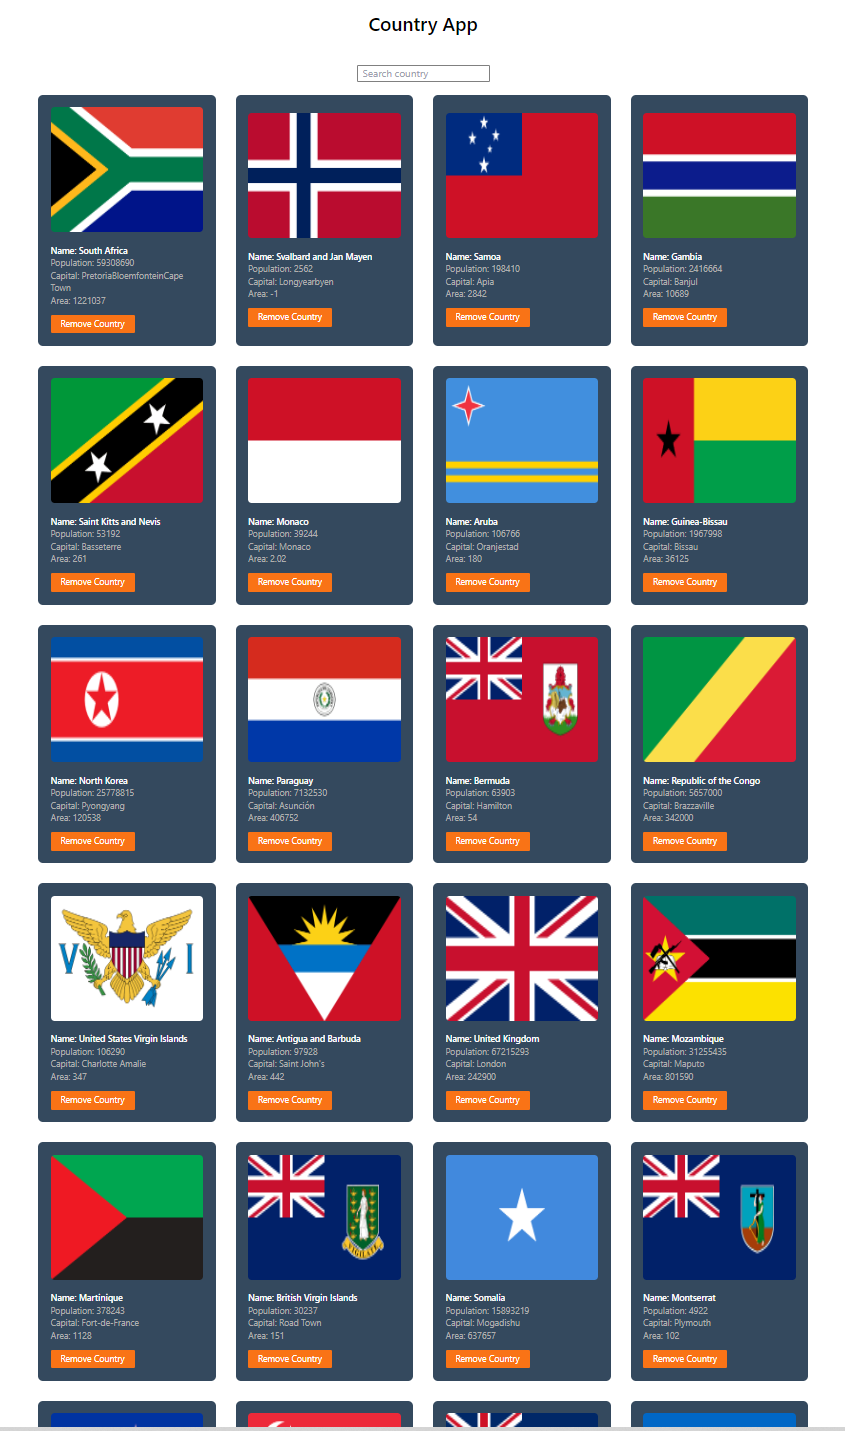 Country App
Search country
Name: South Africa
Population: 59308690
Capital: PretoriaBloemfonteinCape
Town
Area: 1221037
Remove Country
Name: Svalbard and Jan Mayen
Population: 2562
Capital: Longyearbyen
Area: -1
Remove Country
Name: Samoa
Population: 198410
Capital: Apia
Area: 2842
Remove Country
Name: Gambia
Population: 2416664
Capital: Banjul
Area: 10689
Remove Country
Name: Saint Kitts and Nevis
Population: 53192
Capital: Basseterre
Area: 261
Remove Country
Name: Monaco
Population: 39244
Capital: Monaco
Area: 2.02
Remove Country
Name: Aruba
Population: 106766
Capital: Oranjestad
Area: 180
Remove Country
Name: Guinea-Bissau
Population: 1967998
Capital: Bissau
Area: 36125
Remove Country
Name: North Korea
Population: 25778815
Capital: Pyongyang
Area: 120538
Remove Country
Name: Paraguay
Population: 7132530
Capital: Asunción
Area: 406752
Remove Country
Name: Bermuda
Population: 63903
Capital: Hamilton
Area: 54
Remove Country
Name: Republic of the Congo
Population: 5657000
Capital: Brazzaville
Area: 342000
Remove Country
V I
Name: United States Virgin Islands
Population: 106290
Capital: Charlotte Amalie
Area: 347
Remove Country
Name: Antigua and Barbuda
Population: 97928
Capital: Saint John's
Area: 442
Remove Country
Name: United Kingdom
Population: 67215293
Capital: London
Area: 242900
Remove Country
Name: Mozambique
Population: 31255435
Capital: Maputo
Area: 801590
Remove Country
Name: Martinique
Population: 378243
Capital: Fort-de-France
Area: 1128
Remove Country
VIGILATE
Name: British Virgin Islands
Population: 30237
Capital: Road Town
Area: 151
Remove Country
Name: Somalia
Population: 15893219
Capital: Mogadishu
Area: 637657
Remove Country
Name: Montserrat
Population: 4922
Capital: Plymouth
Area: 102
Remove Country